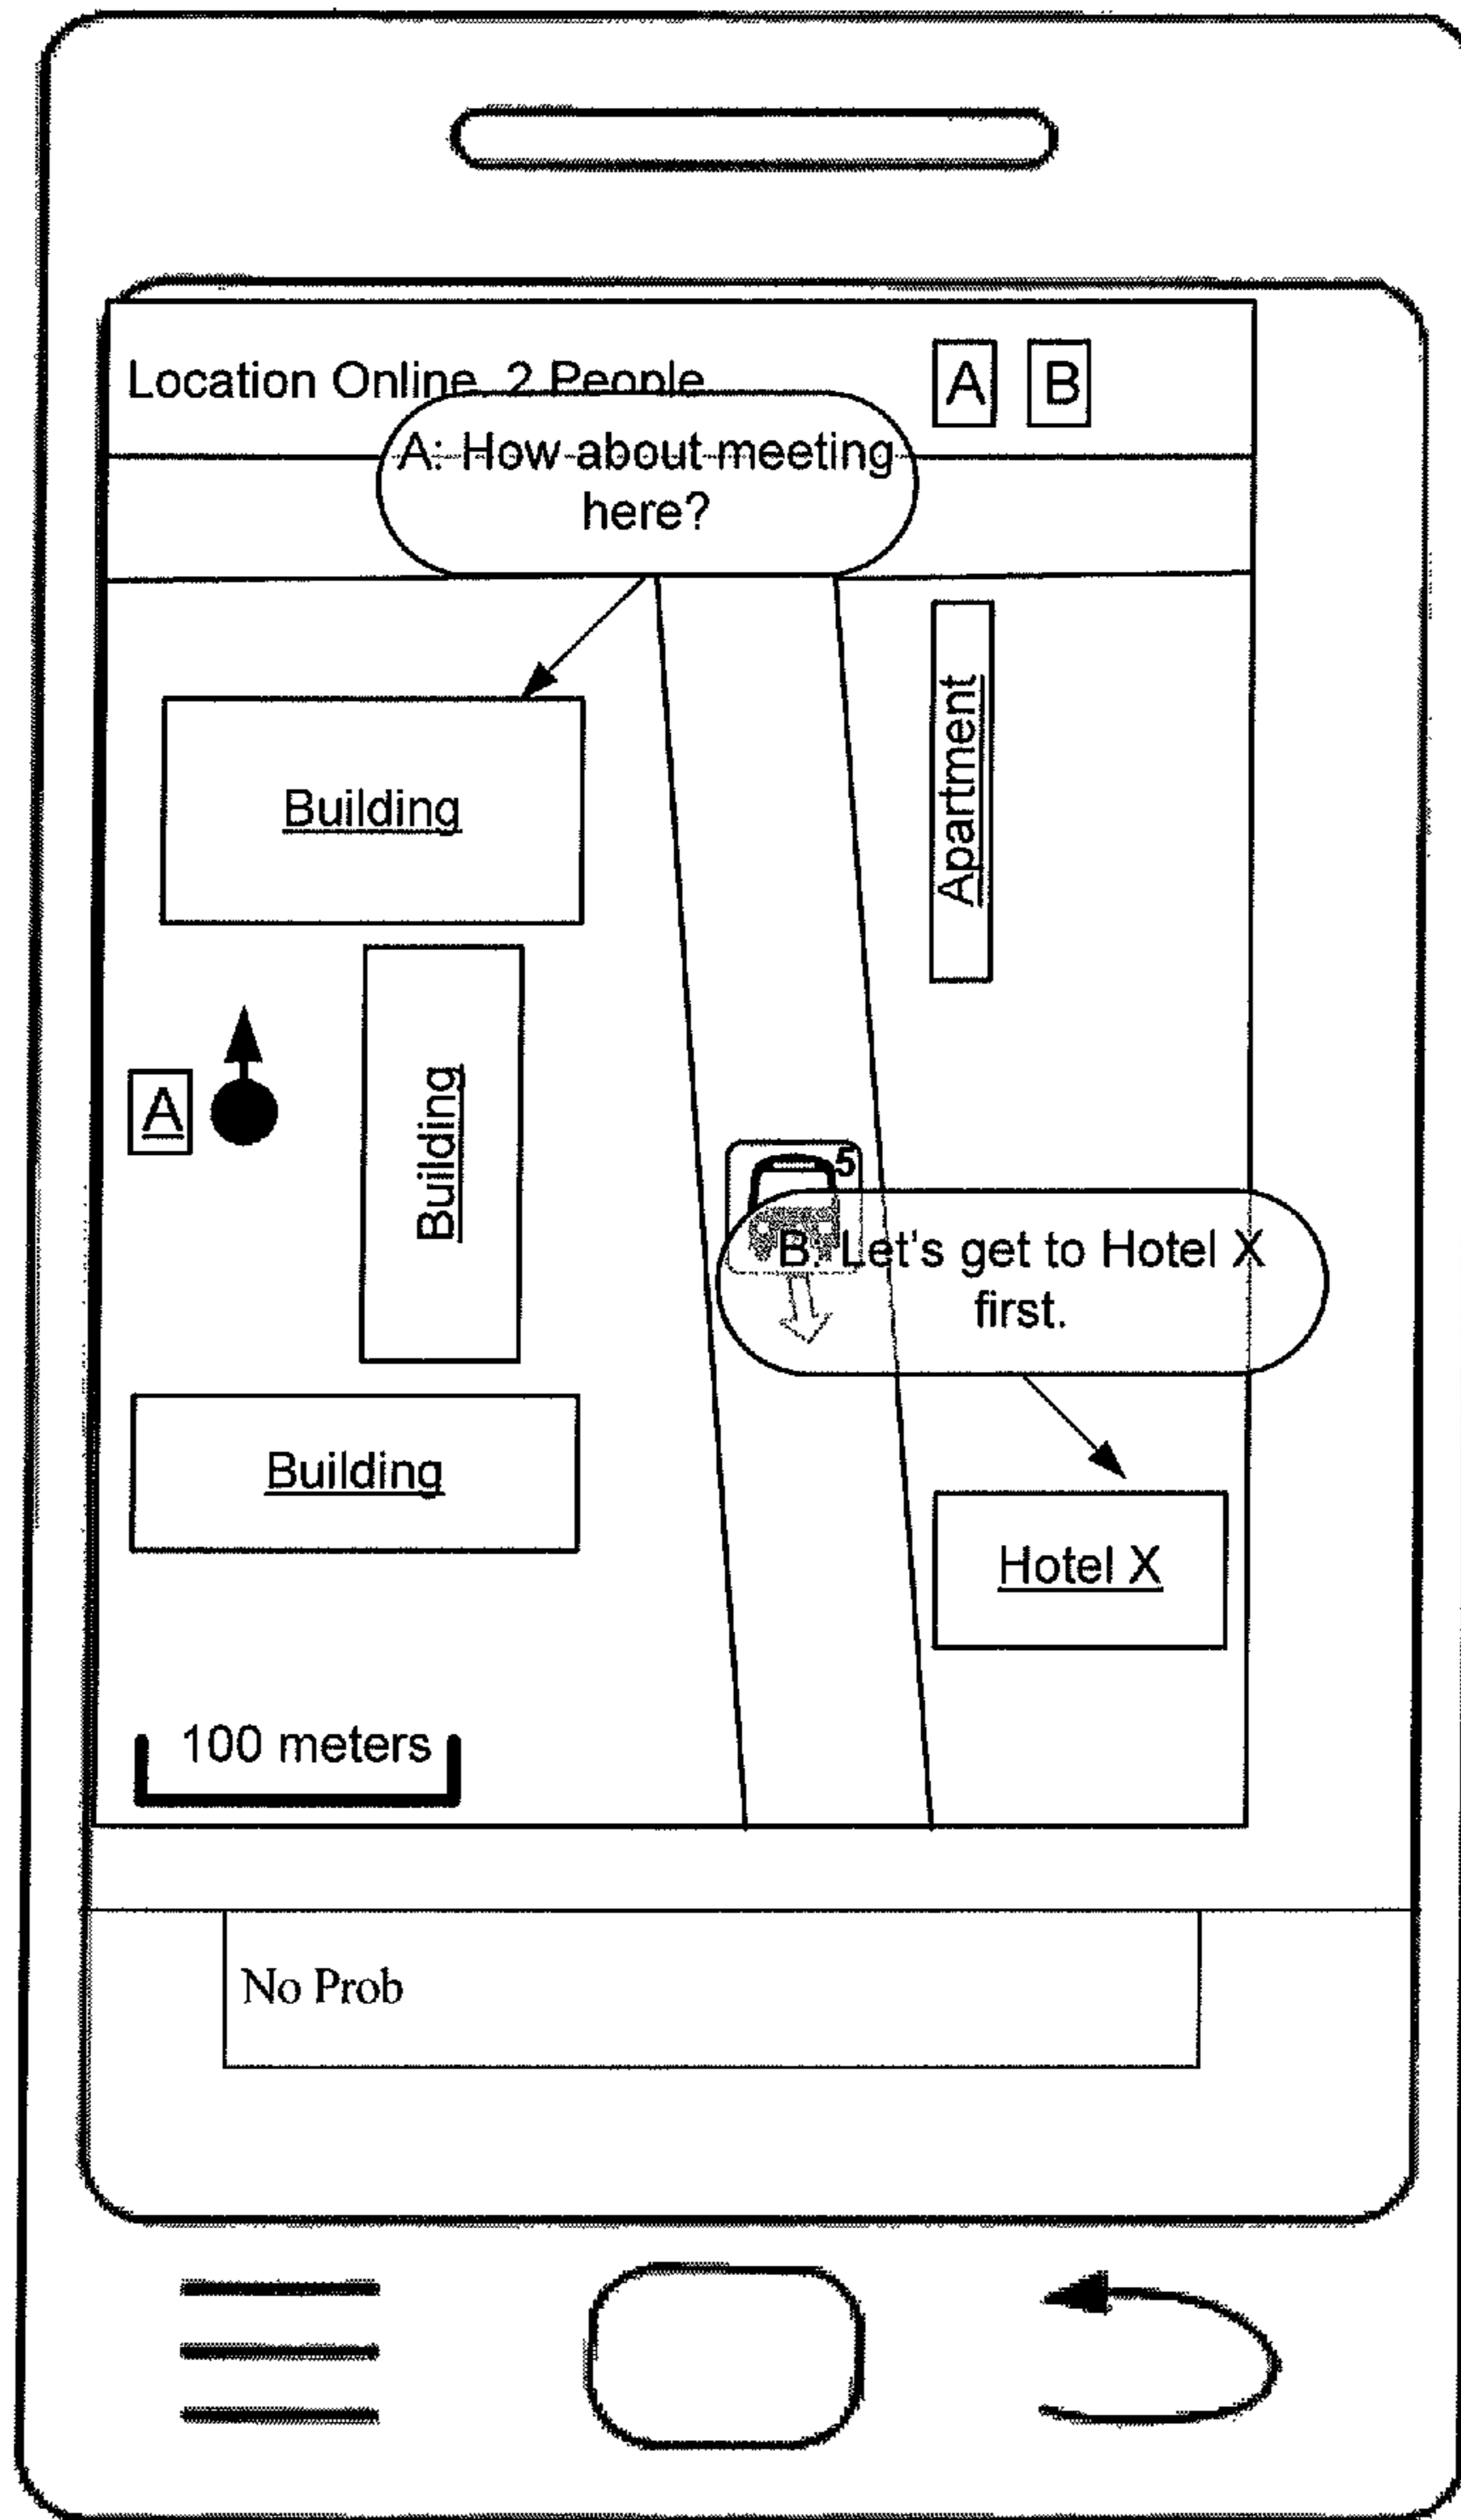 Location Online 2 People
A B
A: How about meeting
here?
Apartment
Building
Building
A
5
B: Let's get to Hotel X
first.
Building
Hotel X
100 meters
No Prob